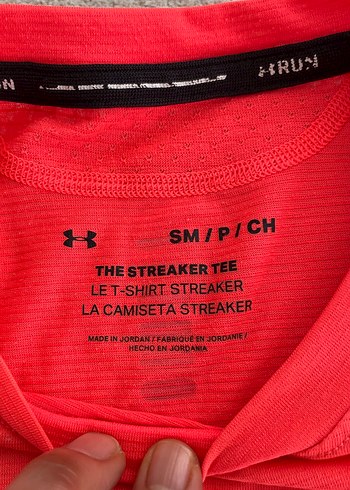 RUN
SM / P / CH
THE STREAKER TEE
LE T-SHIRT STREAKER
LA CAMISETA STREAKER
MADE IN JORDAN / FABRIQUÉ EN JORDANIE /
HECHO EN JORDANIA